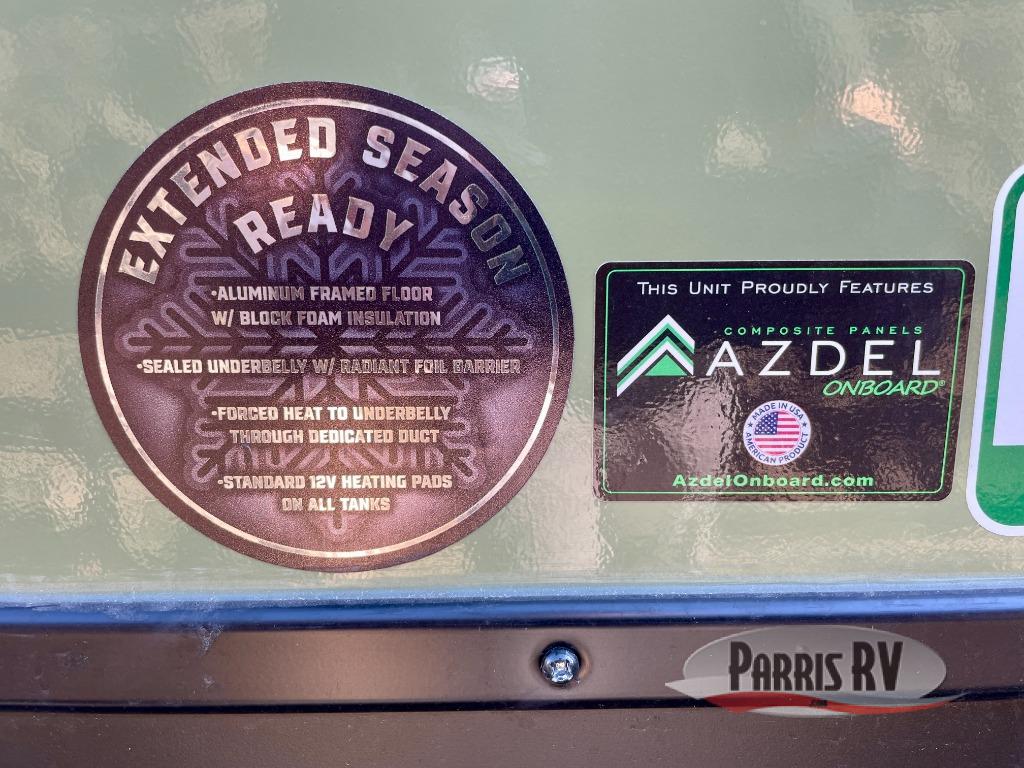 EXTENDED SEASON
READY
•ALUMINUM FRAMED FLOOR
W/ BLOCK FOAM INSULATION
•SEALED UNDERBELLY W/ RADIANT FOIL BARRIER
•FORCED HEAT TO UNDERBELLY
THROUGH DEDICATED DUCT
•STANDARD 12V HEATING PADS
ON ALL TANKS
THIS UNIT PROUDLY FEATURES
COMPOSITE PANELS
AZDEL
ONBOARD®
MADE IN USA
AMERICAN PRODUCT
AzdelOnboard.com
PARRIS RV
.com